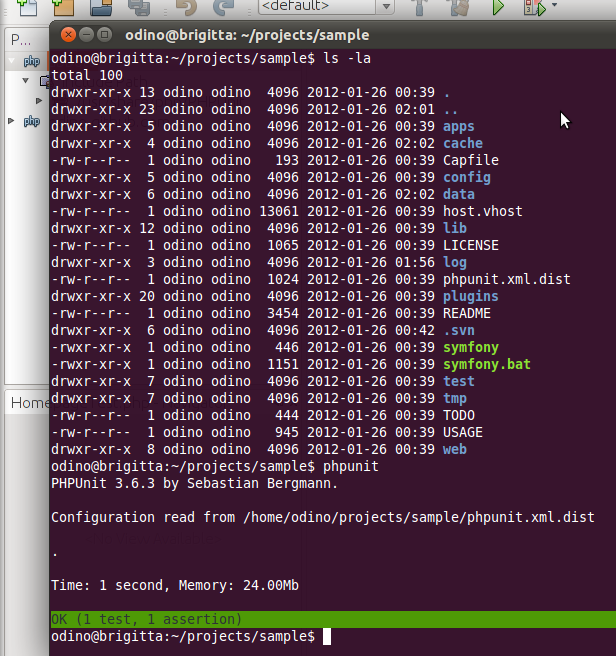 <default>
P...
php
php
Home
odino@brigitta: ~/projects/sample
odino@brigitta:~/projects/sample$ ls -la
total 100
drwxr-xr-x 13 odino odino  4096 2012-01-26 00:39 .
drwxr-xr-x 23 odino odino  4096 2012-01-26 02:01 ..
drwxr-xr-x  5 odino odino  4096 2012-01-26 00:39 apps
drwxr-xr-x  4 odino odino  4096 2012-01-26 02:02 cache
-rw-r--r--  1 odino odino   193 2012-01-26 00:39 Capfile
drwxr-xr-x  5 odino odino  4096 2012-01-26 00:39 config
drwxr-xr-x  6 odino odino  4096 2012-01-26 02:02 data
-rw-r--r--  1 odino odino 13061 2012-01-26 00:39 host.vhost
drwxr-xr-x 12 odino odino  4096 2012-01-26 00:39 lib
-rw-r--r--  1 odino odino  1065 2012-01-26 00:39 LICENSE
drwxr-xr-x  3 odino odino  4096 2012-01-26 01:56 log
-rw-r--r--  1 odino odino  1024 2012-01-26 00:39 phpunit.xml.dist
drwxr-xr-x 20 odino odino  4096 2012-01-26 00:39 plugins
-rw-r--r--  1 odino odino  3454 2012-01-26 00:39 README
drwxr-xr-x  6 odino odino  4096 2012-01-26 00:42 .svn
-rwxr-xr-x  1 odino odino   446 2012-01-26 00:39 symfony
-rwxr-xr-x  1 odino odino  1151 2012-01-26 00:39 symfony.bat
drwxr-xr-x  7 odino odino  4096 2012-01-26 00:39 test
drwxr-xr-x  7 odino odino  4096 2012-01-26 00:39 tmp
-rw-r--r--  1 odino odino   444 2012-01-26 00:39 TODO
-rw-r--r--  1 odino odino   945 2012-01-26 00:39 USAGE
drwxr-xr-x  8 odino odino  4096 2012-01-26 00:39 web
odino@brigitta:~/projects/sample$ phpunit
PHPUnit 3.6.3 by Sebastian Bergmann.
Configuration read from /home/odino/projects/sample/phpunit.xml.dist
.
Time: 1 second, Memory: 24.00Mb
OK (1 test, 1 assertion)
odino@brigitta:~/projects/sample$